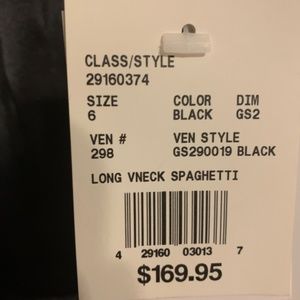 CLASS/STYLE
29160374
SIZE COLOR DIM
6 BLACK GS2
VEN # VEN STYLE
298 GS290019 BLACK
LONG VNECK SPAGHETTI
4 29160 03013 7
$169.95